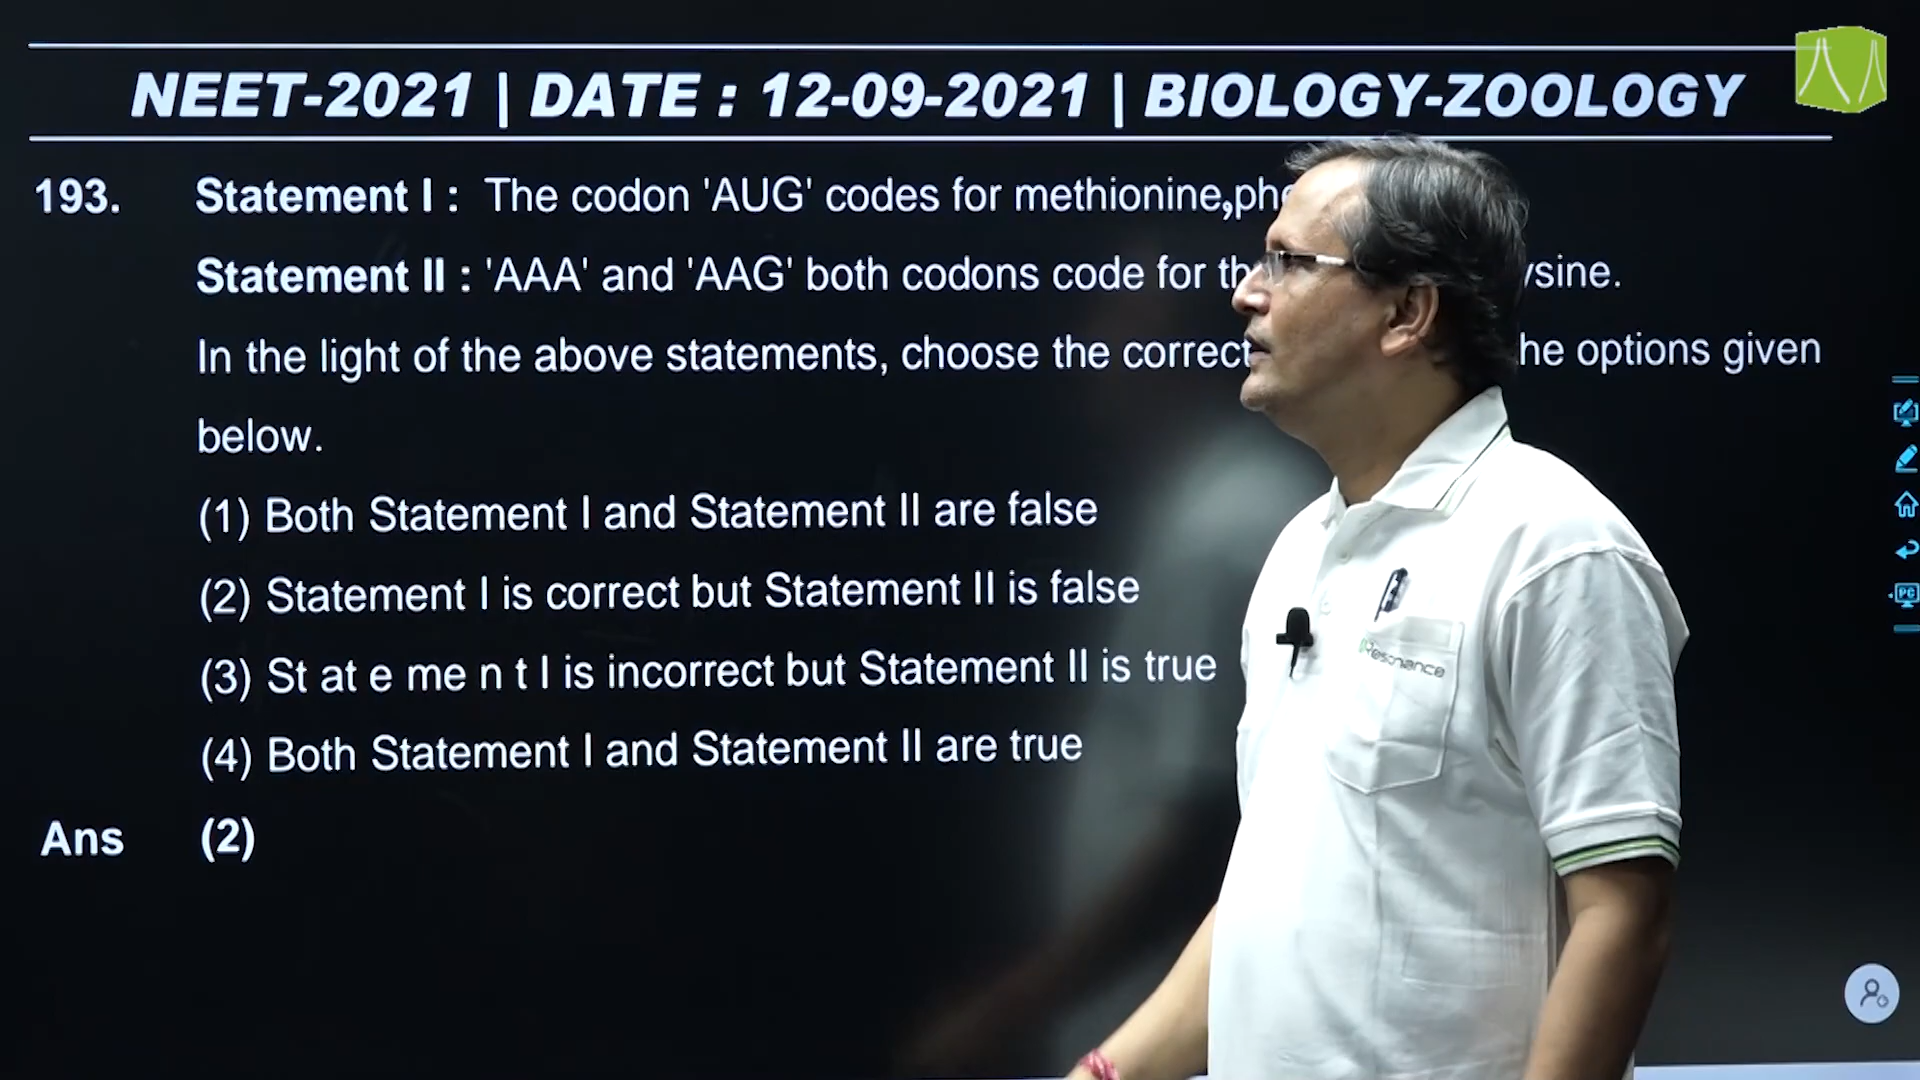 NEET-2021 | DATE : 12-09-2021 | BIOLOGY-ZOOLOGY
193. Statement I : The codon 'AUG' codes for methionine,phe
Statement II : 'AAA' and 'AAG' both codons code for th ysine.
In the light of the above statements, choose the correct he options given
below.
(1) Both Statement I and Statement II are false
(2) Statement I is correct but Statement II is false
(3) St at e me n t I is incorrect but Statement II is true
(4) Both Statement I and Statement II are true
Ans (2)
Resonance
PC